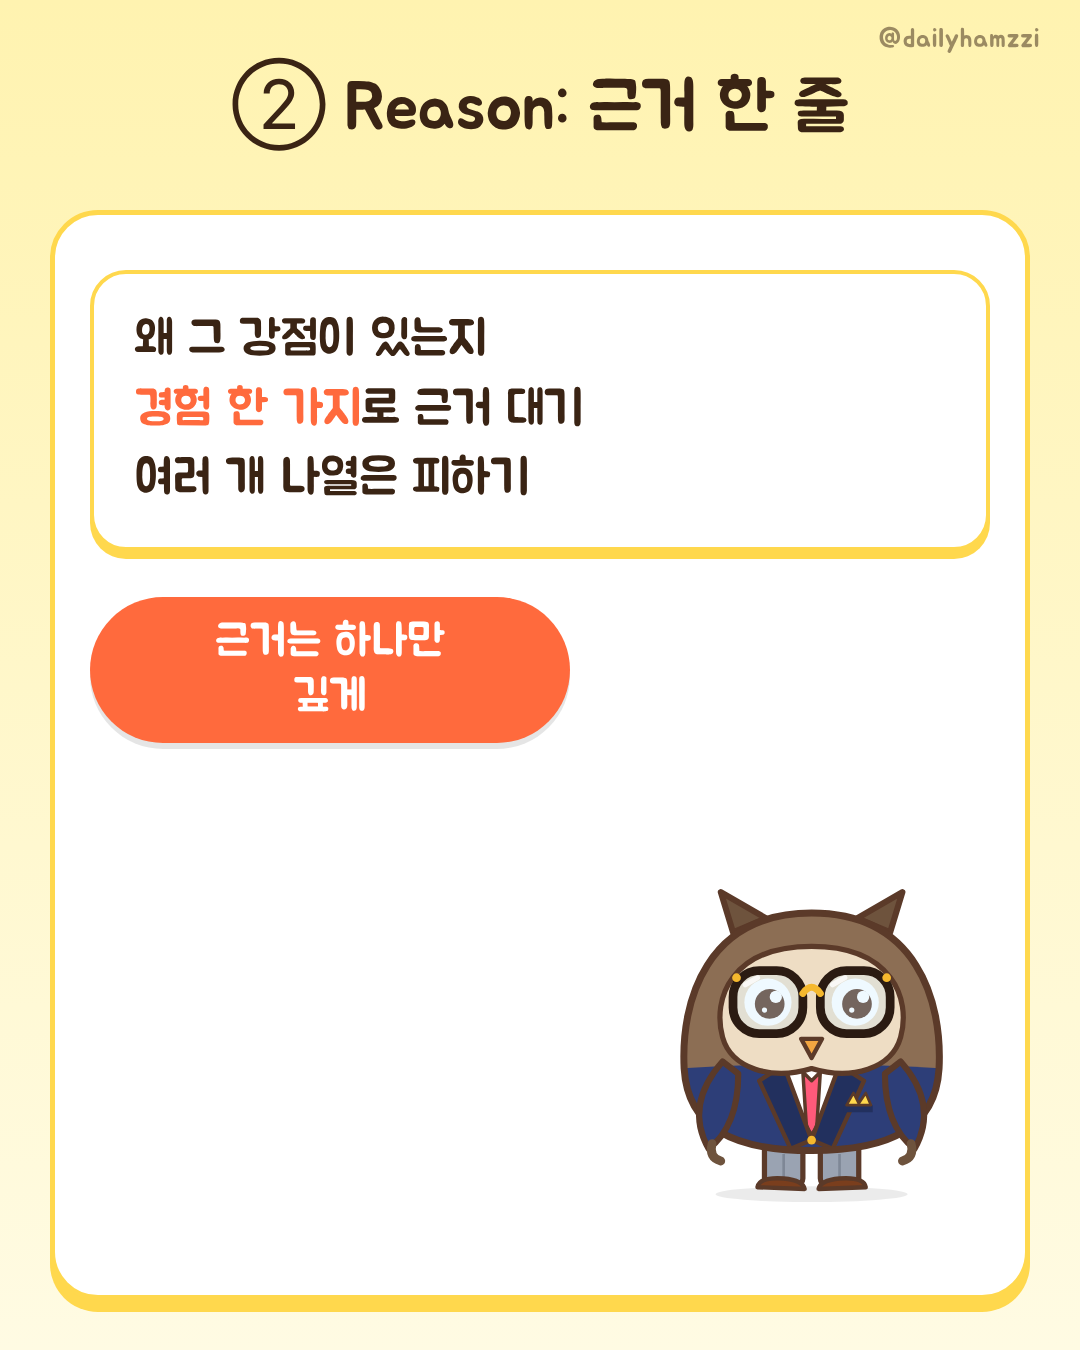 @dailyhamzzi
② Reason: 근거 한 줄
왜 그 강점이 있는지
경험 한 가지로 근거 대기
여러 개 나열은 피하기
근거는 하나만
깊게